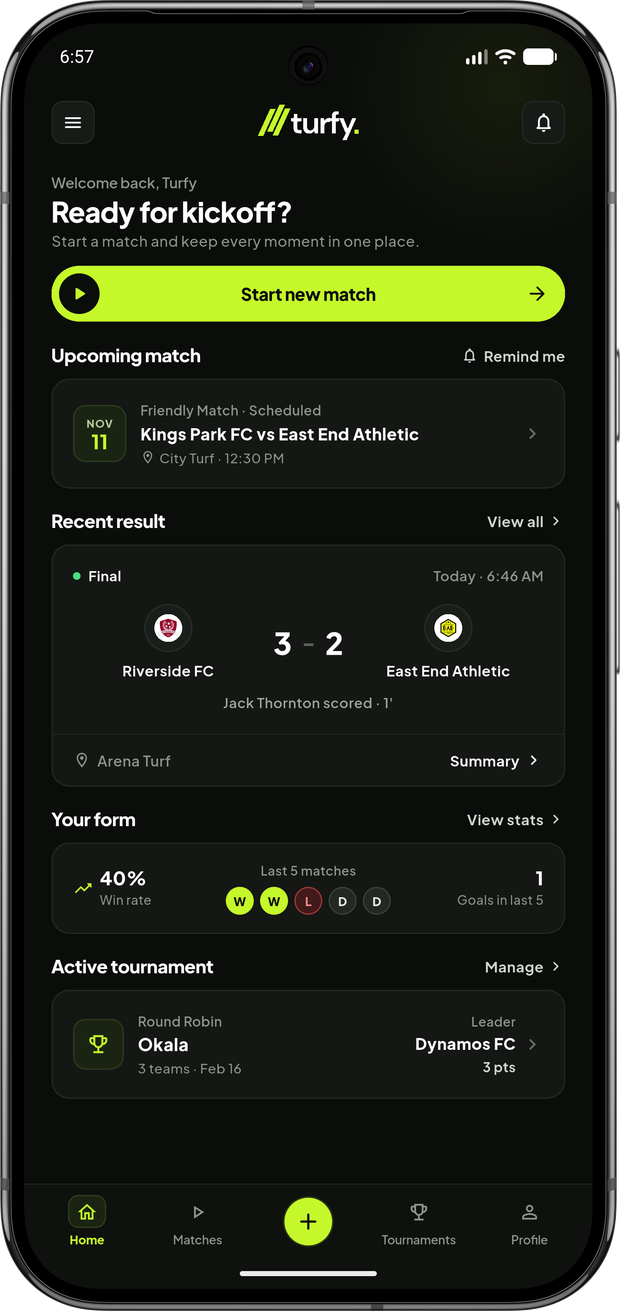 6:57
turfy.
Welcome back, Turfy
Ready for kickoff?
Start a match and keep every moment in one place.
Start new match
Upcoming match
Remind me
NOV
11
Friendly Match · Scheduled
Kings Park FC vs East End Athletic
City Turf · 12:30 PM
Recent result
View all
Final
Today · 6:46 AM
3 - 2
Riverside FC
East End Athletic
Jack Thornton scored · 1'
Arena Turf
Summary
Your form
View stats
40%
Win rate
Last 5 matches
W W L D D
1
Goals in last 5
Active tournament
Manage
Round Robin
Okala
3 teams · Feb 16
Leader
Dynamos FC
3 pts
Home
Matches
Tournaments
Profile